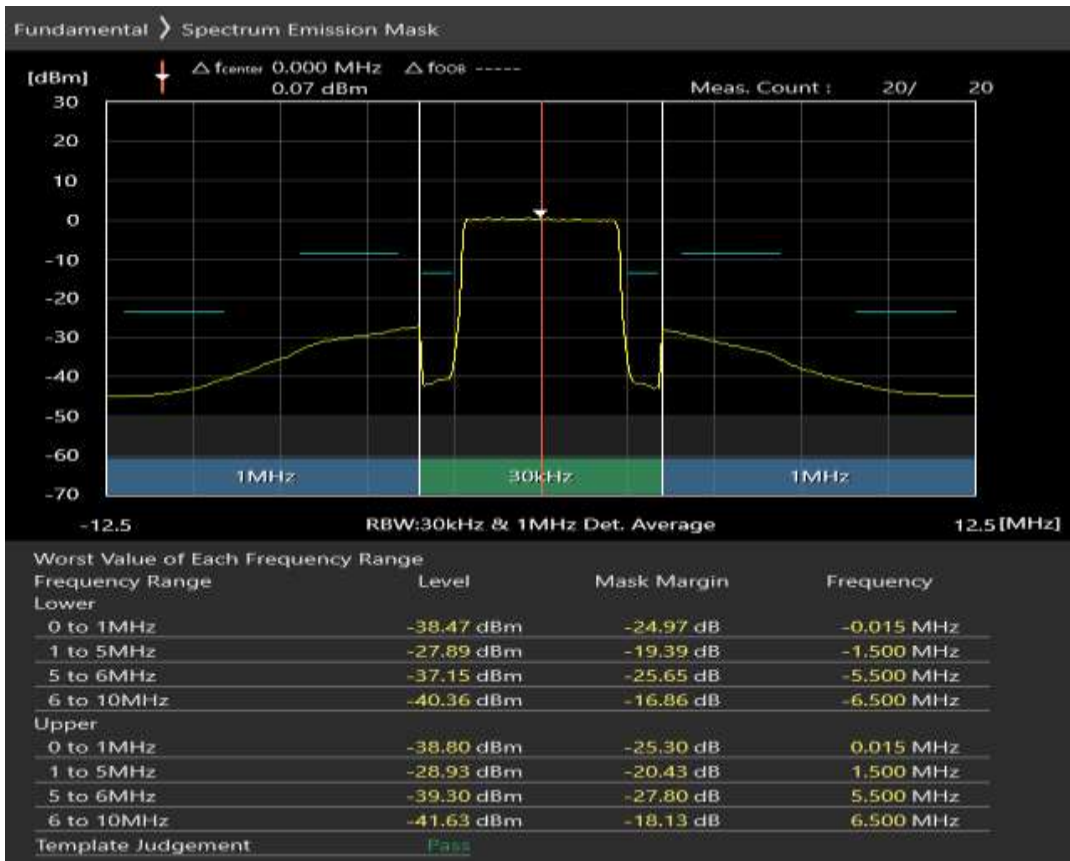 Fundamental ❯ Spectrum Emission Mask
[dBm] △ fcenter 0.000 MHz △ fOOB -----
0.07 dBm Meas. Count : 20/ 20
30
20
10
0
-10
-20
-30
-40
-50
-60
1MHz 30kHz 1MHz
-70
-12.5 RBW:30kHz & 1MHz Det. Average 12.5 [MHz]
Worst Value of Each Frequency Range
Frequency Range Level Mask Margin Frequency
Lower
0 to 1MHz -38.47 dBm -24.97 dB -0.015 MHz
1 to 5MHz -27.89 dBm -19.39 dB -1.500 MHz
5 to 6MHz -37.15 dBm -25.65 dB -5.500 MHz
6 to 10MHz -40.36 dBm -16.86 dB -6.500 MHz
Upper
0 to 1MHz -38.80 dBm -25.30 dB 0.015 MHz
1 to 5MHz -28.93 dBm -20.43 dB 1.500 MHz
5 to 6MHz -39.30 dBm -27.80 dB 5.500 MHz
6 to 10MHz -41.63 dBm -18.13 dB 6.500 MHz
Template Judgement Pass